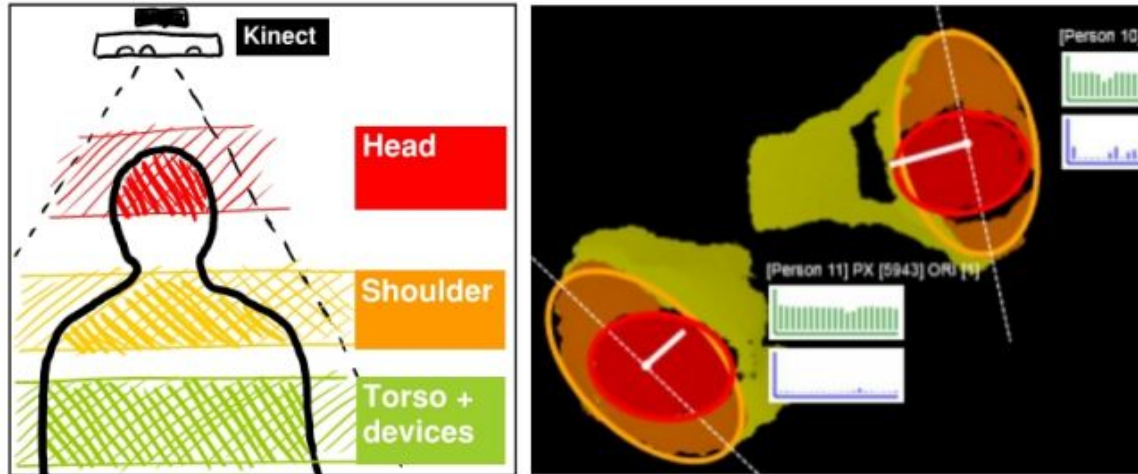 Kinect
Head
Shoulder
Torso +
devices
[Person 10
[Person 11] PX [5943] ORI [1]